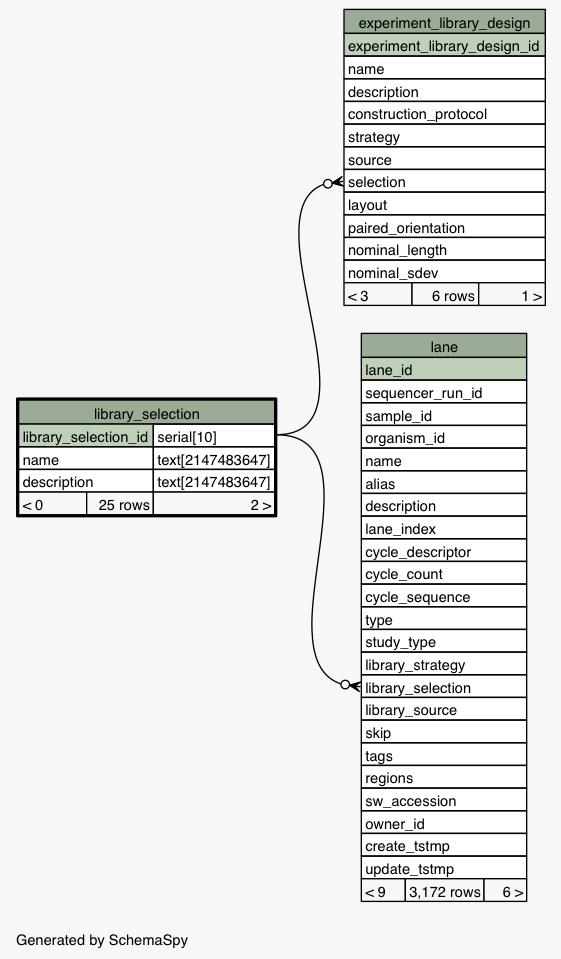 experiment_library_design
experiment_library_design_id
name
description
construction_protocol
strategy
source
selection
layout
paired_orientation
nominal_length
nominal_sdev
< 3 6 rows 1 >
library_selection
library_selection_id serial[10]
name text[2147483647]
description text[2147483647]
< 0 25 rows 2 >
lane
lane_id
sequencer_run_id
sample_id
organism_id
name
alias
description
lane_index
cycle_descriptor
cycle_count
cycle_sequence
type
study_type
library_strategy
library_selection
library_source
skip
tags
regions
sw_accession
owner_id
create_tstmp
update_tstmp
< 9 3,172 rows 6 >
Generated by SchemaSpy